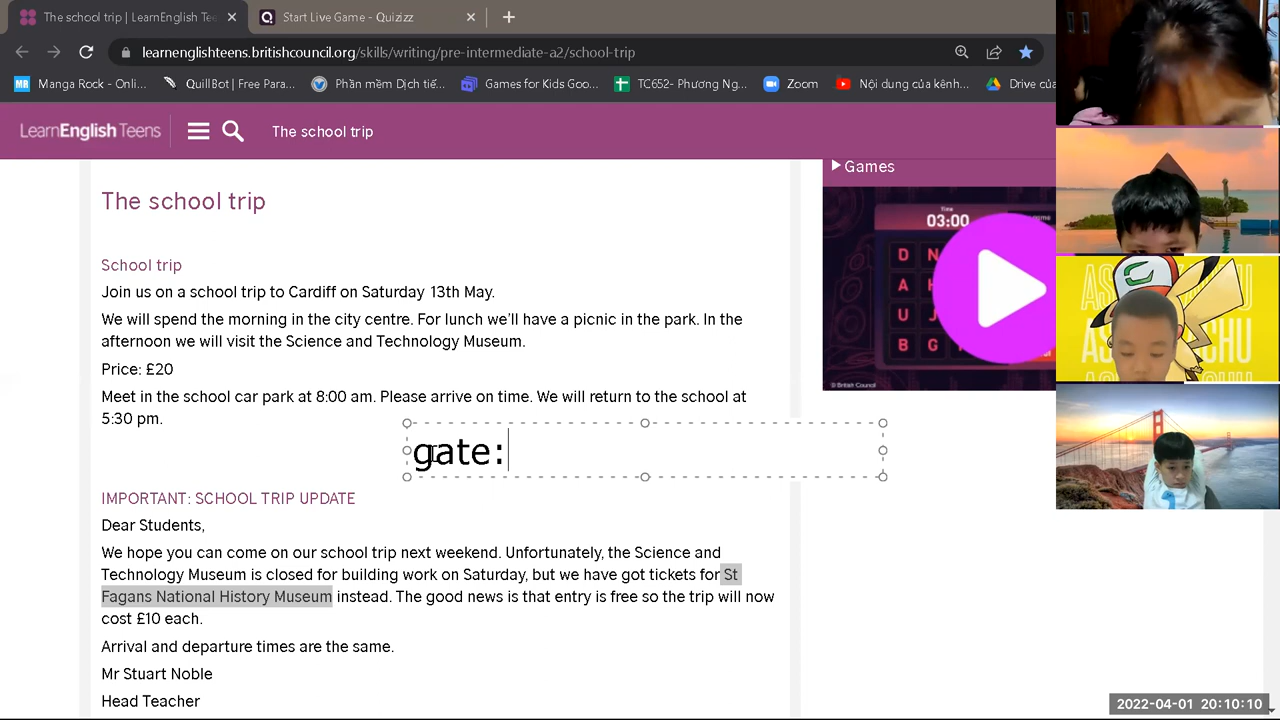 The school trip | LearnEnglish Tee
Start Live Game - Quizizz
learnenglishteens.britishcouncil.org/skills/writing/pre-intermediate-a2/school-trip
MR Manga Rock - Onli...
QuillBot | Free Para...
Phần mềm Dịch tiế...
Games for Kids Goo...
TC652- Phương Ng...
Zoom
Nội dung của kênh...
Drive của
LearnEnglish Teens
The school trip
Games
The school trip
Time
03:00
D N
A
U
B G
© British Council
School trip
Join us on a school trip to Cardiff on Saturday 13th May.
We will spend the morning in the city centre. For lunch we'll have a picnic in the park. In the
afternoon we will visit the Science and Technology Museum.
Price: £20
Meet in the school car park at 8:00 am. Please arrive on time. We will return to the school at
5:30 pm.
gate:
IMPORTANT: SCHOOL TRIP UPDATE
Dear Students,
We hope you can come on our school trip next weekend. Unfortunately, the Science and
Technology Museum is closed for building work on Saturday, but we have got tickets for St
Fagans National History Museum instead. The good news is that entry is free so the trip will now
cost £10 each.
Arrival and departure times are the same.
Mr Stuart Noble
Head Teacher
2022-04-01 20:10:10